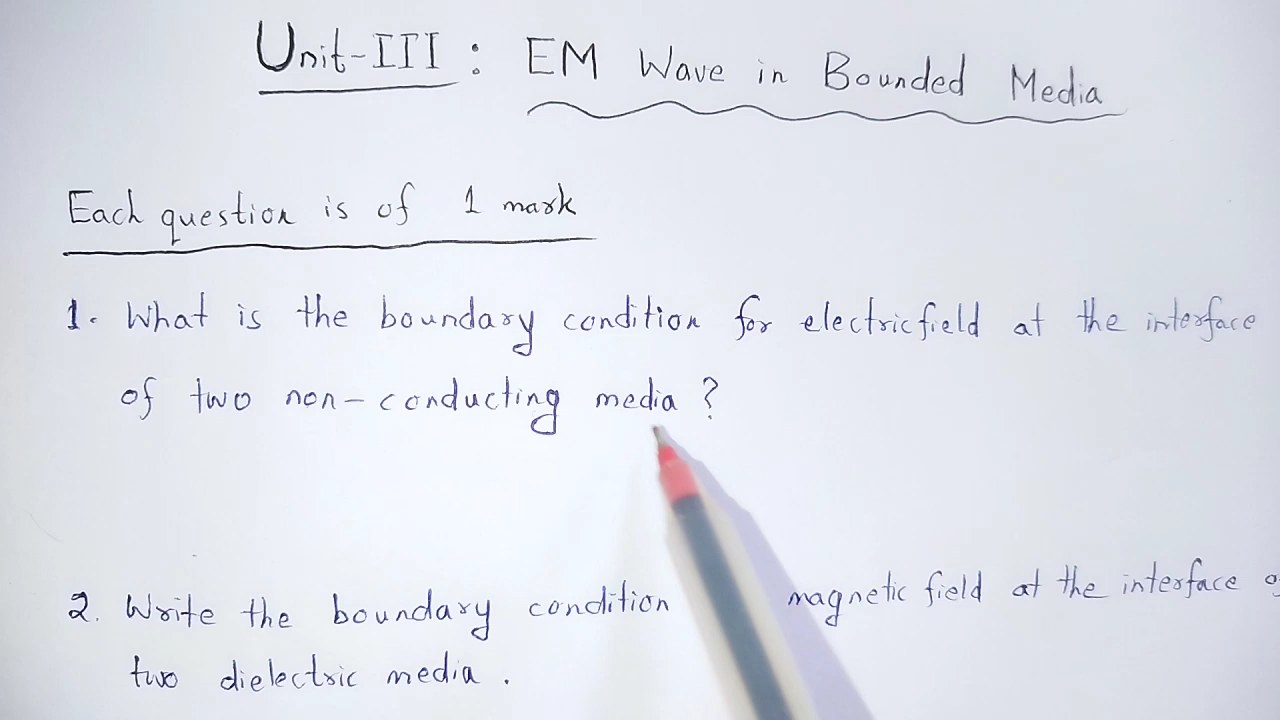 Unit-III : EM Wave in Bounded Media
Each question is of 1 mark
1. What is the boundary condition for electric field at the interface
of two non-conducting media ?
2. Write the boundary condition magnetic field at the interface
two dielectric media .